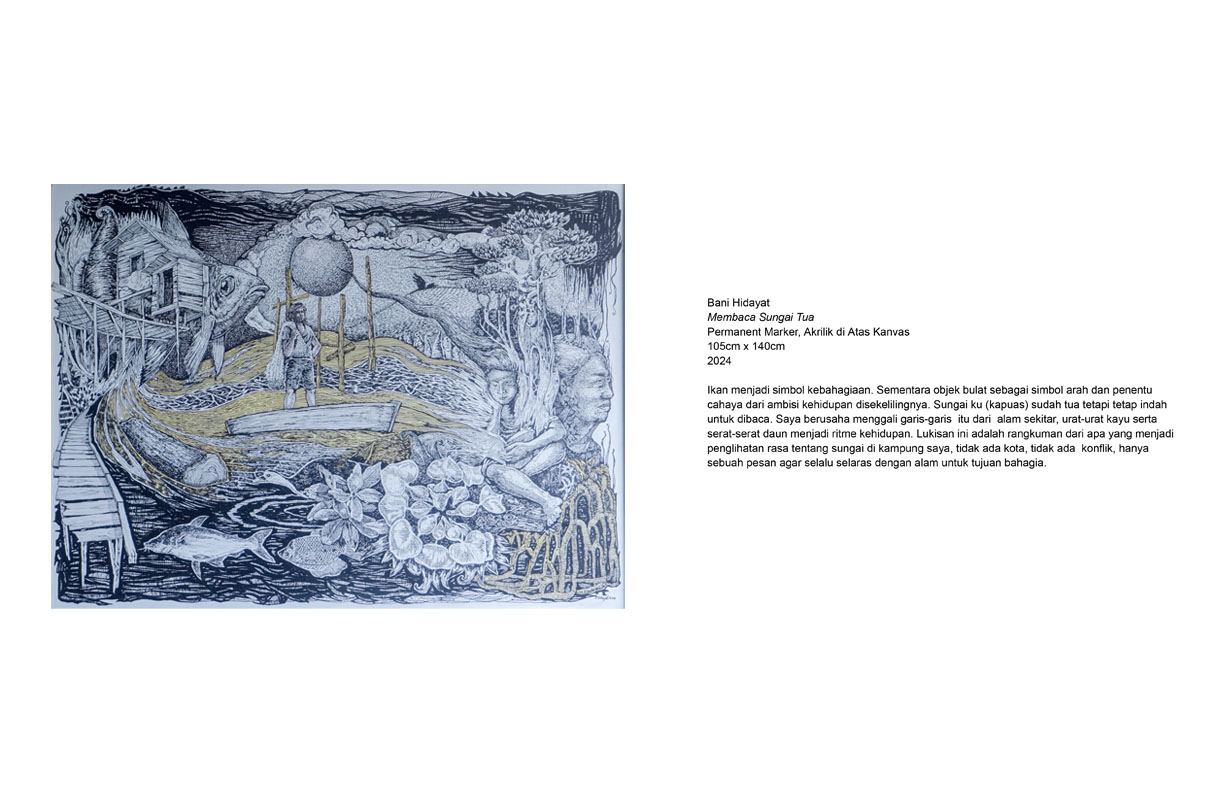 Bani Hidayat
Membaca Sungai Tua
Permanent Marker, Akrilik di Atas Kanvas
105cm x 140cm
2024
Ikan menjadi simbol kebahagiaan. Sementara objek bulat sebagai simbol arah dan penentu
cahaya dari ambisi kehidupan disekelilingnya. Sungai ku (kapuas) sudah tua tetapi tetap indah
untuk dibaca. Saya berusaha menggali garis-garis  itu dari  alam sekitar, urat-urat kayu serta
serat-serat daun menjadi ritme kehidupan. Lukisan ini adalah rangkuman dari apa yang menjadi
penglihatan rasa tentang sungai di kampung saya, tidak ada kota, tidak ada  konflik, hanya
sebuah pesan agar selalu selaras dengan alam untuk tujuan bahagia.